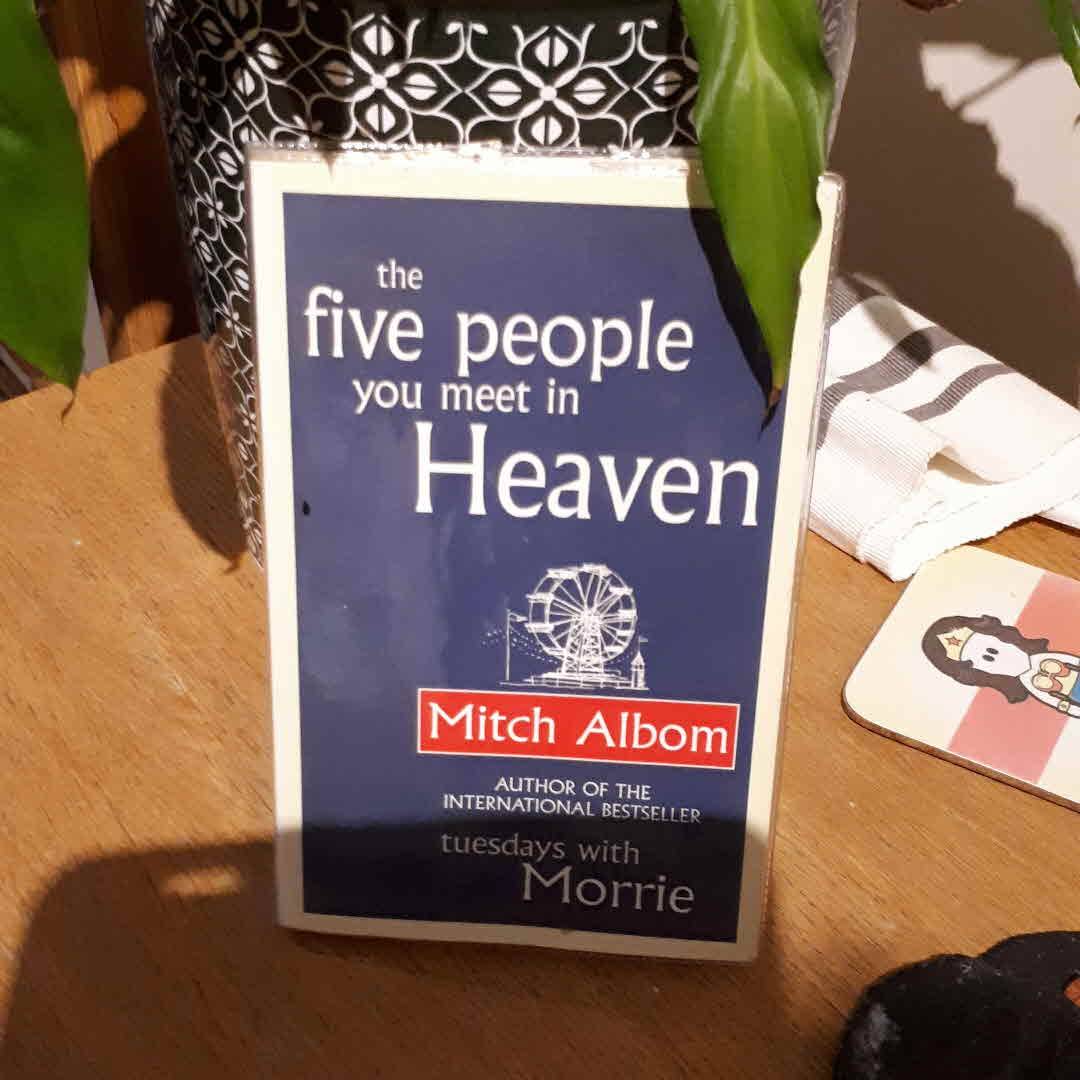 the
five people
you meet in
Heaven
Mitch Albom
AUTHOR OF THE
INTERNATIONAL BESTSELLER
tuesdays with
Morrie